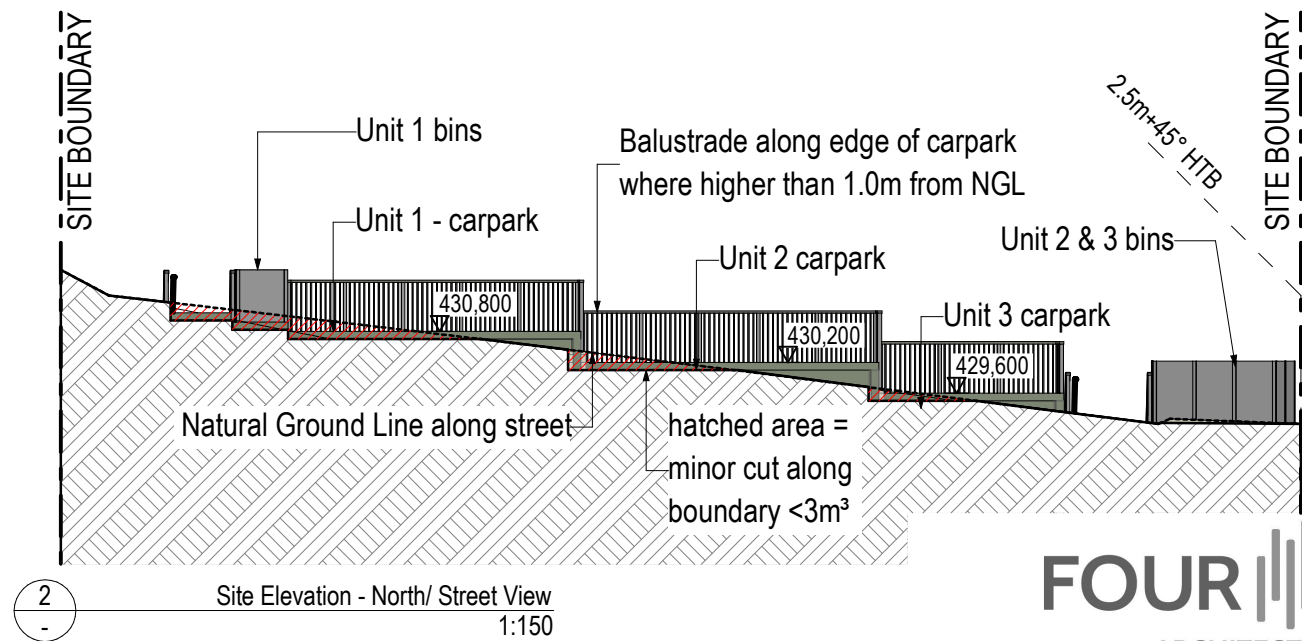 SITE BOUNDARY
Unit 1 bins
Unit 1 - carpark
Balustrade along edge of carpark
where higher than 1.0m from NGL
2.5m+45° HTB
SITE BOUNDARY
Unit 2 & 3 bins
Unit 2 carpark
Unit 3 carpark
430,800
430,200
429,600
Natural Ground Line along street
hatched area =
minor cut along
boundary <3m³
2
-
Site Elevation - North/ Street View
1:150
FOUR